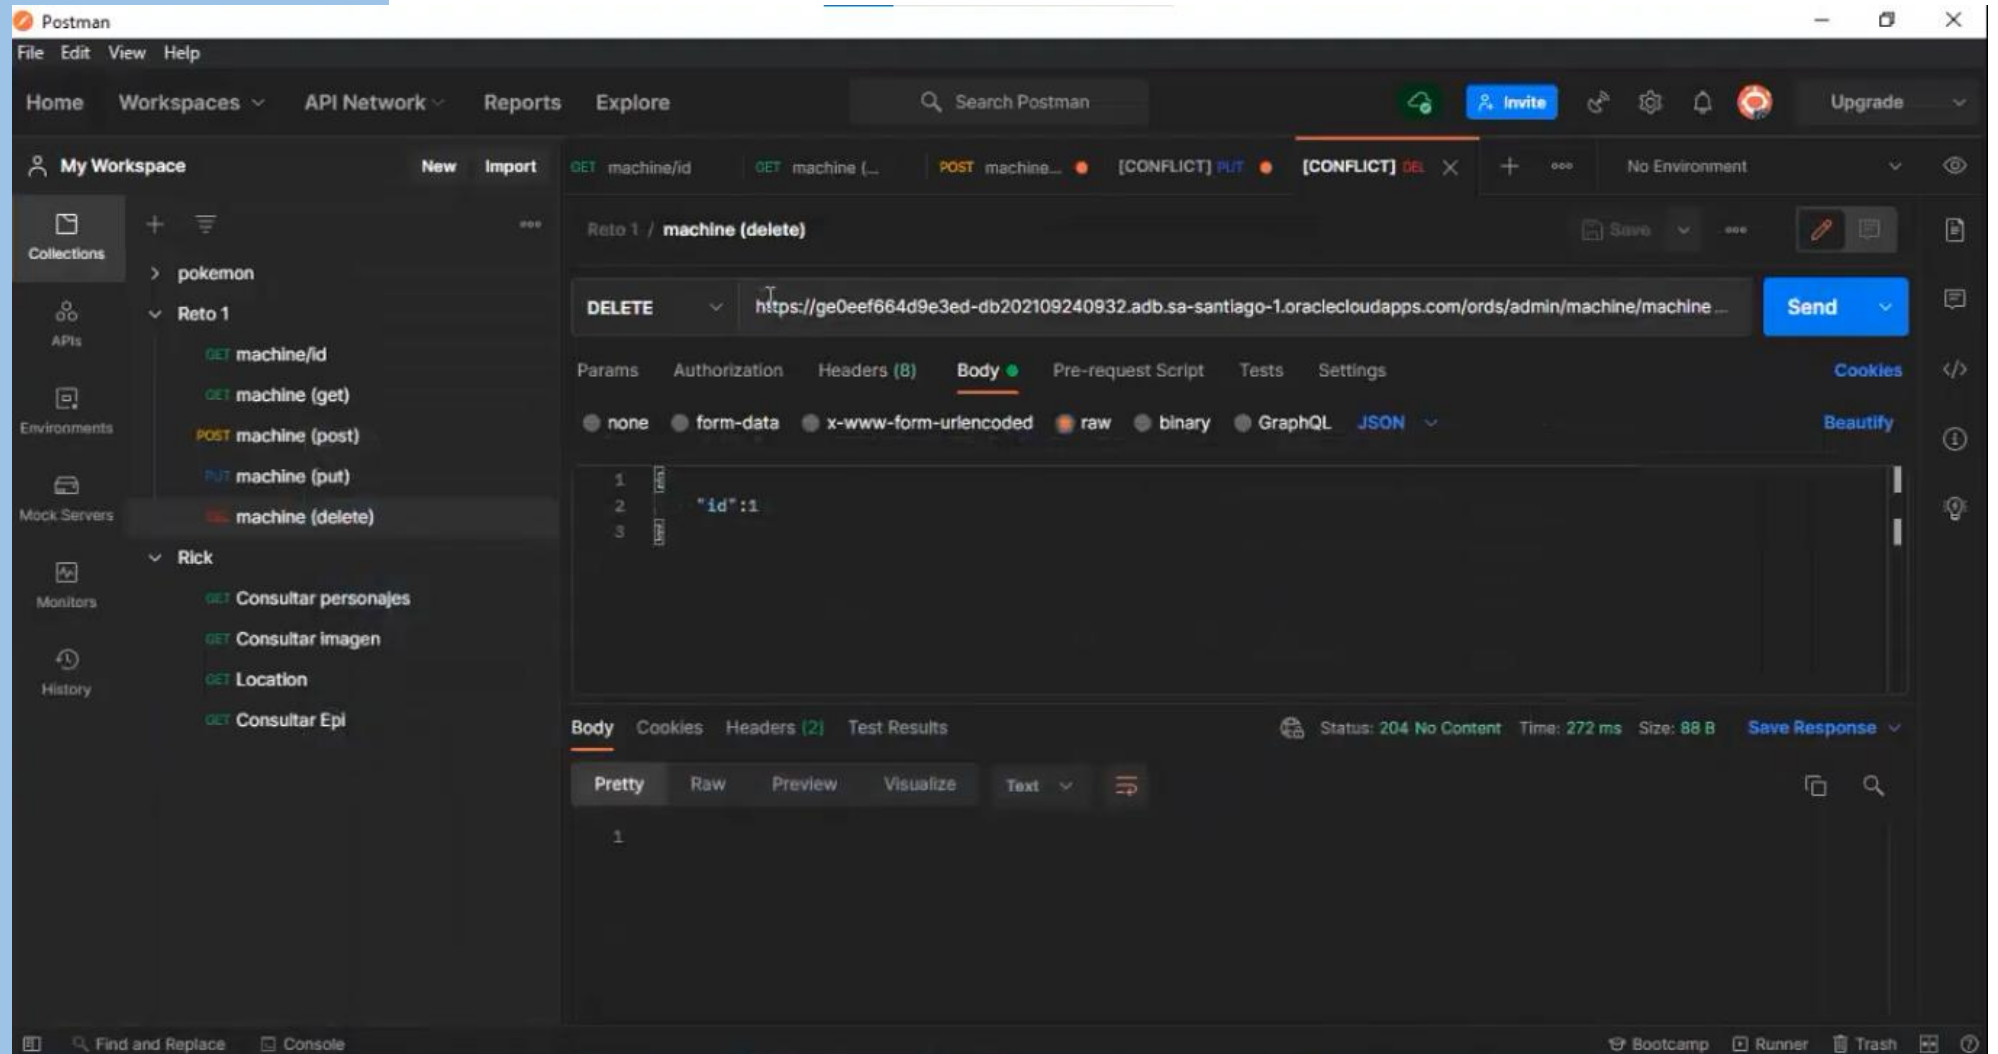 Postman
File Edit View Help
Home Workspaces API Network Reports Explore Search Postman Invite Upgrade
My Workspace New Import
GET machine/id GET machine (... POST machine... [CONFLICT] PUT [CONFLICT] DEL No Environment
Collections
APIs
Environments
Mock Servers
Monitors
History
pokemon
Reto 1
GET machine/id
GET machine (get)
POST machine (post)
PUT machine (put)
DEL machine (delete)
Rick
GET Consultar personajes
GET Consultar imagen
GET Location
GET Consultar Epi
Reto 1 / machine (delete) Save
DELETE https://ge0eef664d9e3ed-db202109240932.adb.sa-santiago-1.oraclecloudapps.com/ords/admin/machine/machine ... Send
Params Authorization Headers (8) Body Pre-request Script Tests Settings Cookies
none form-data x-www-form-urlencoded raw binary GraphQL JSON Beautify
1 {
2 "id":1
3 }
Body Cookies Headers (2) Test Results Status: 204 No Content Time: 272 ms Size: 88 B Save Response
Pretty Raw Preview Visualize Text
1
Find and Replace Console Bootcamp Runner Trash